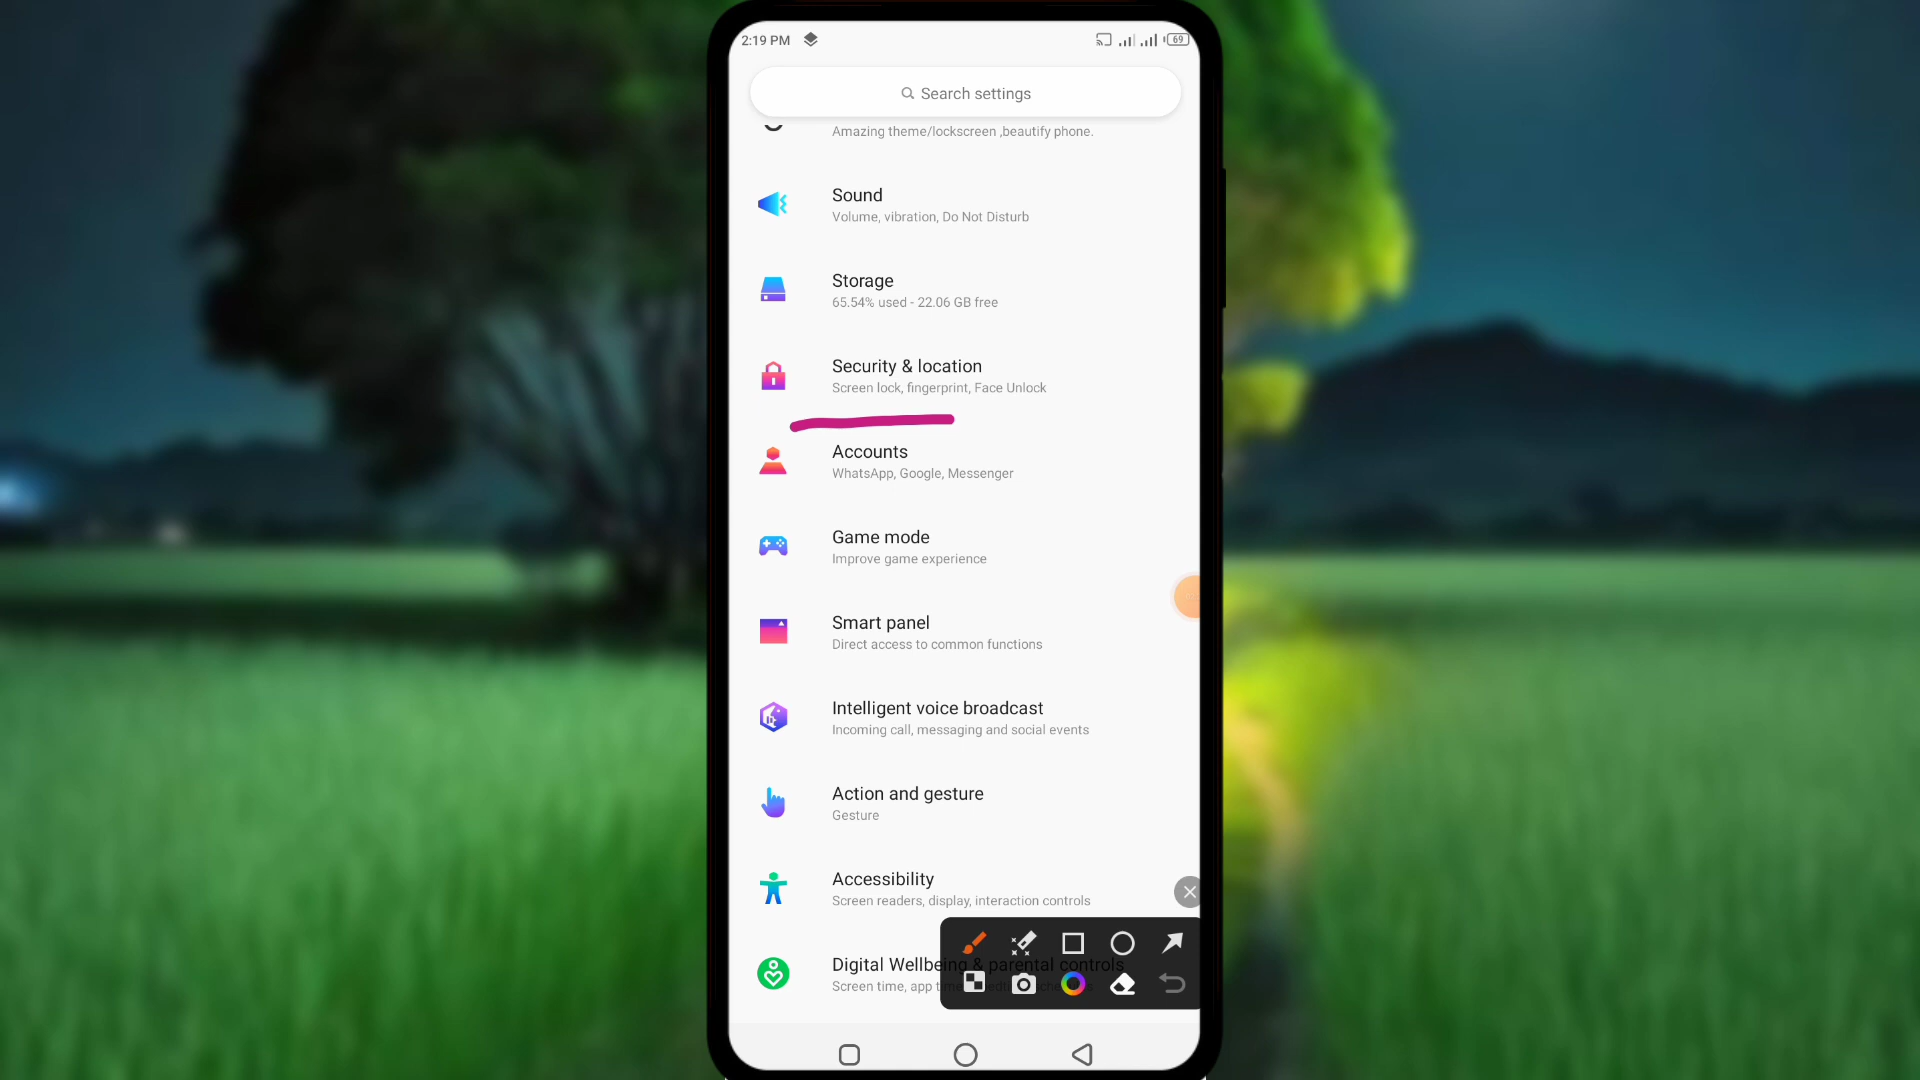 2:19 PM
69
Search settings
Amazing theme/lockscreen ,beautify phone.
Sound
Volume, vibration, Do Not Disturb
Storage
65.54% used - 22.06 GB free
Security & location
Screen lock, fingerprint, Face Unlock
Accounts
WhatsApp, Google, Messenger
Game mode
Improve game experience
Smart panel
Direct access to common functions
Intelligent voice broadcast
Incoming call, messaging and social events
Action and gesture
Gesture
Accessibility
Screen readers, display, interaction controls
Digital Wellbeing & parental controls
Screen time, app